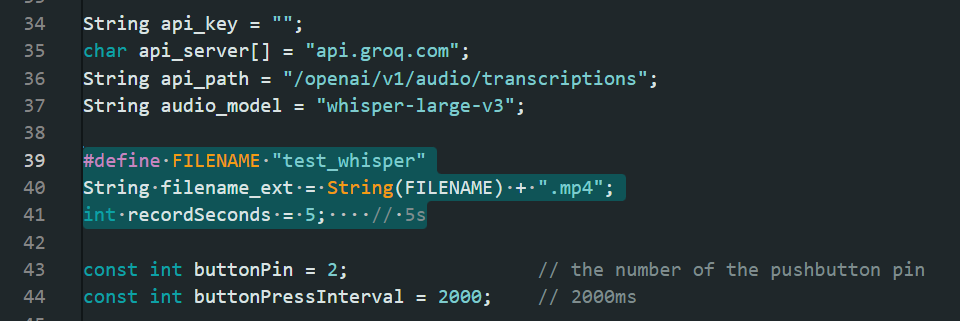 34 String api_key = "";
35 char api_server[] = "api.groq.com";
36 String api_path = "/openai/v1/audio/transcriptions";
37 String audio_model = "whisper-large-v3";
38
39 #define FILENAME "test_whisper"
40 String filename_ext = String(FILENAME) + ".mp4";
41 int recordSeconds = 5;    // 5s
42
43 const int buttonPin = 2;                // the number of the pushbutton pin
44 const int buttonPressInterval = 2000;    // 2000ms